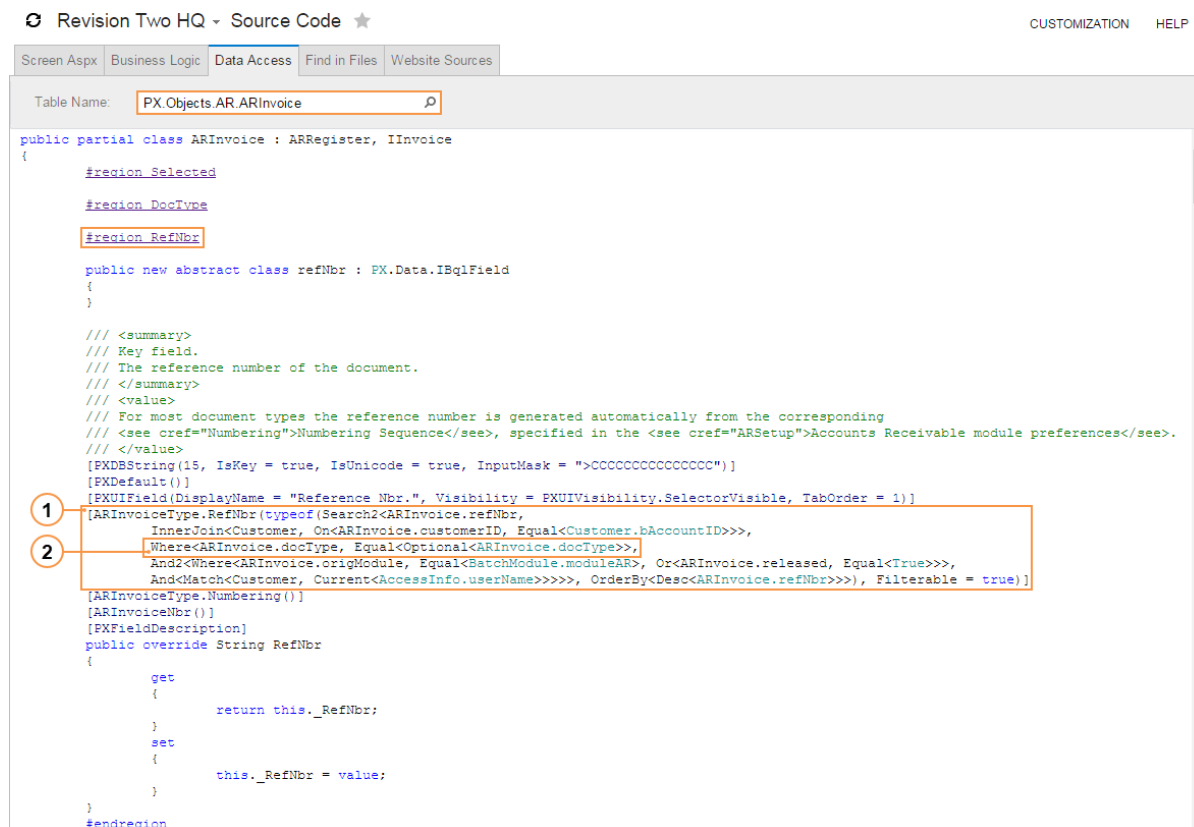 Revision Two HQ - Source Code
CUSTOMIZATION HELP
Screen Aspx Business Logic Data Access Find in Files Website Sources
Table Name: PX.Objects.AR.ARInvoice
public partial class ARInvoice : ARRegister, IInvoice
{
#region Selected
#region DocType
#region RefNbr
public new abstract class refNbr : PX.Data.IBqlField
{
}
/// <summary>
/// Key field.
/// The reference number of the document.
/// </summary>
/// <value>
/// For most document types the reference number is generated automatically from the corresponding
/// <see cref="Numbering">Numbering Sequence</see>, specified in the <see cref="ARSetup">Accounts Receivable module preferences</see>.
/// </value>
[PXDBString(15, IsKey = true, IsUnicode = true, InputMask = ">CCCCCCCCCCCCCCC")]
[PXDefault()]
[PXUIField(DisplayName = "Reference Nbr.", Visibility = PXUIVisibility.SelectorVisible, TabOrder = 1)]
1
[ARInvoiceType.RefNbr(typeof(Search2<ARInvoice.refNbr,
InnerJoin<Customer, On<ARInvoice.customerID, Equal<Customer.bAccountID>>>,
2
Where<ARInvoice.docType, Equal<Optional<ARInvoice.docType>>,
And2<Where<ARInvoice.origModule, Equal<BatchModule.moduleAR>, Or<ARInvoice.released, Equal<True>>>,
And<Match<Customer, Current<AccessInfo.userName>>>>>, OrderBy<Desc<ARInvoice.refNbr>>>), Filterable = true)]
[ARInvoiceType.Numbering()]
[ARInvoiceNbr()]
[PXFieldDescription]
public override String RefNbr
{
get
{
return this._RefNbr;
}
set
{
this._RefNbr = value;
}
}
#endregion